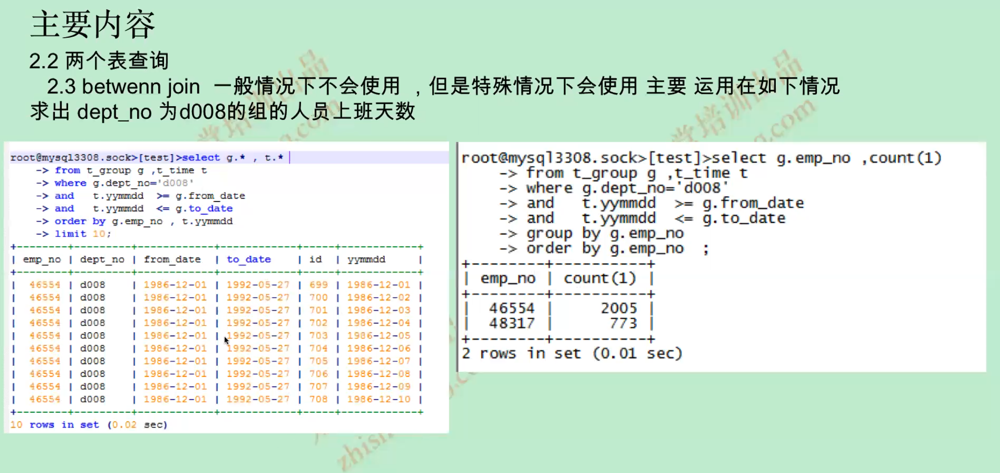 主要内容
2.2 两个表查询
2.3 betwenn join 一般情况下不会使用 ，但是特殊情况下会使用 主要 运用在如下情况
求出 dept_no 为d008的组的人员上班天数
root@mysql3308.sock>[test]>select g.* , t.*
-> from t_group g ,t_time t
-> where g.dept_no='d008'
-> and t.yymmdd >= g.from_date
-> and t.yymmdd <= g.to_date
-> order by g.emp_no , t.yymmdd
-> limit 10;
+--------+---------+------------+------------+-----+------------+
| emp_no | dept_no | from_date | to_date | id | yymmdd |
+--------+---------+------------+------------+-----+------------+
| 46554 | d008 | 1986-12-01 | 1992-05-27 | 699 | 1986-12-01 |
| 46554 | d008 | 1986-12-01 | 1992-05-27 | 700 | 1986-12-02 |
| 46554 | d008 | 1986-12-01 | 1992-05-27 | 701 | 1986-12-03 |
| 46554 | d008 | 1986-12-01 | 1992-05-27 | 702 | 1986-12-04 |
| 46554 | d008 | 1986-12-01 | 1992-05-27 | 703 | 1986-12-05 |
| 46554 | d008 | 1986-12-01 | 1992-05-27 | 704 | 1986-12-06 |
| 46554 | d008 | 1986-12-01 | 1992-05-27 | 705 | 1986-12-07 |
| 46554 | d008 | 1986-12-01 | 1992-05-27 | 706 | 1986-12-08 |
| 46554 | d008 | 1986-12-01 | 1992-05-27 | 707 | 1986-12-09 |
| 46554 | d008 | 1986-12-01 | 1992-05-27 | 708 | 1986-12-10 |
+--------+---------+------------+------------+-----+------------+
10 rows in set (0.02 sec)
root@mysql3308.sock>[test]>select g.emp_no ,count(1)
-> from t_group g ,t_time t
-> where g.dept_no='d008'
-> and t.yymmdd >= g.from_date
-> and t.yymmdd <= g.to_date
-> group by g.emp_no
-> order by g.emp_no ;
+--------+----------+
| emp_no | count(1) |
+--------+----------+
| 46554 | 2005 |
| 48317 | 773 |
+--------+----------+
2 rows in set (0.01 sec)